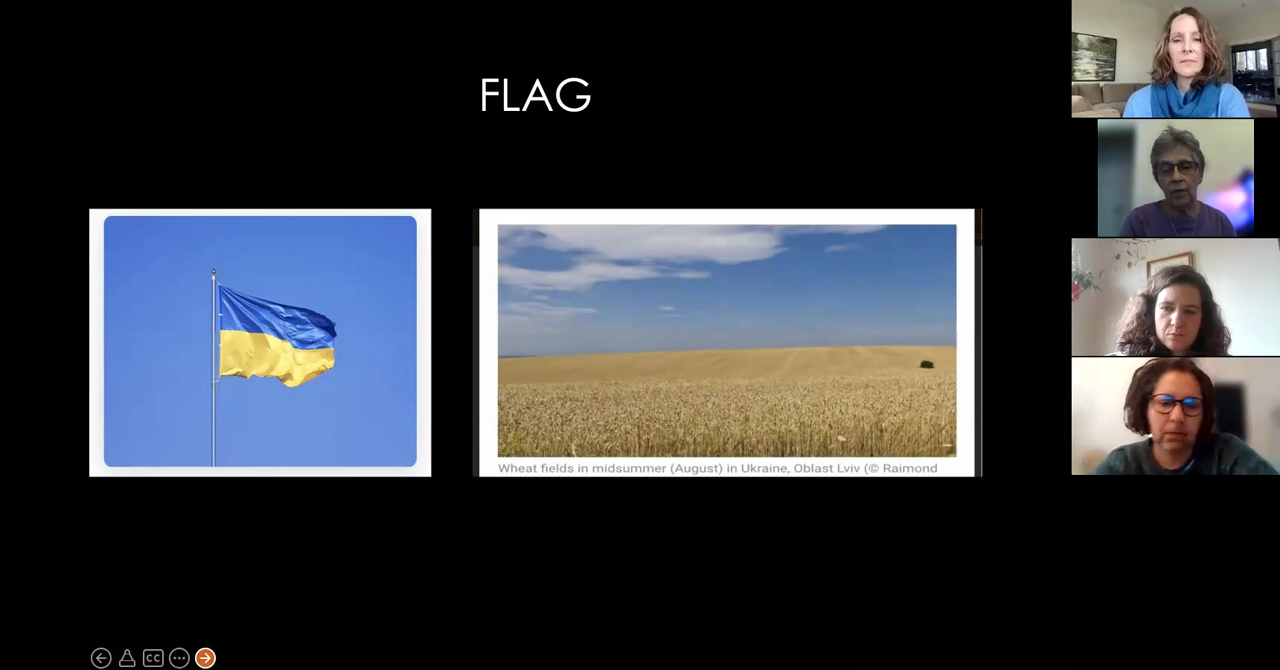 FLAG
Wheat fields in midsummer (August) in Ukraine, Oblast Lviv (© Raimond
CC